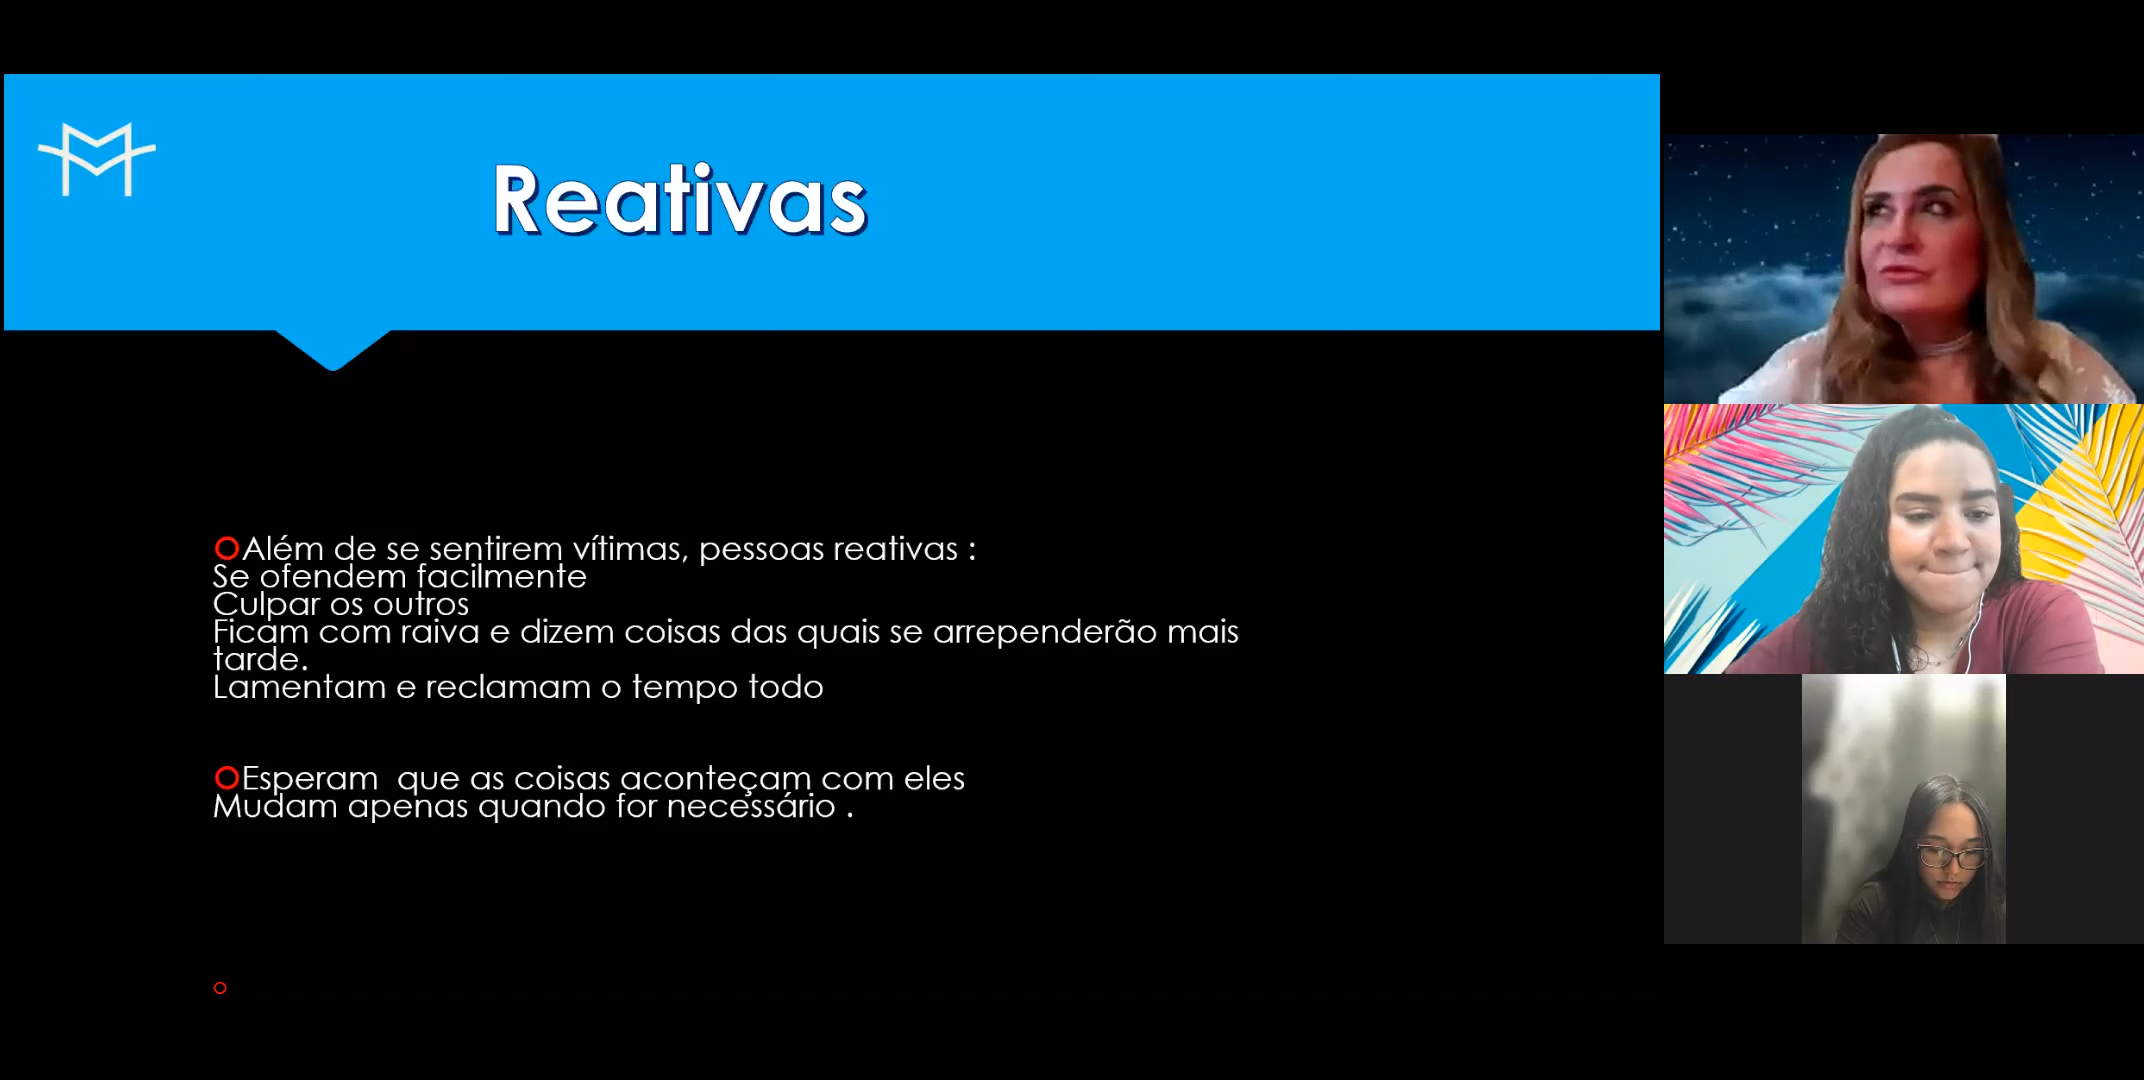 Reativas
Além de se sentirem vítimas, pessoas reativas :
Se ofendem facilmente
Culpar os outros
Ficam com raiva e dizem coisas das quais se arrependerão mais
tarde.
Lamentam e reclamam o tempo todo
Esperam  que as coisas aconteçam com eles
Mudam apenas quando for necessário .